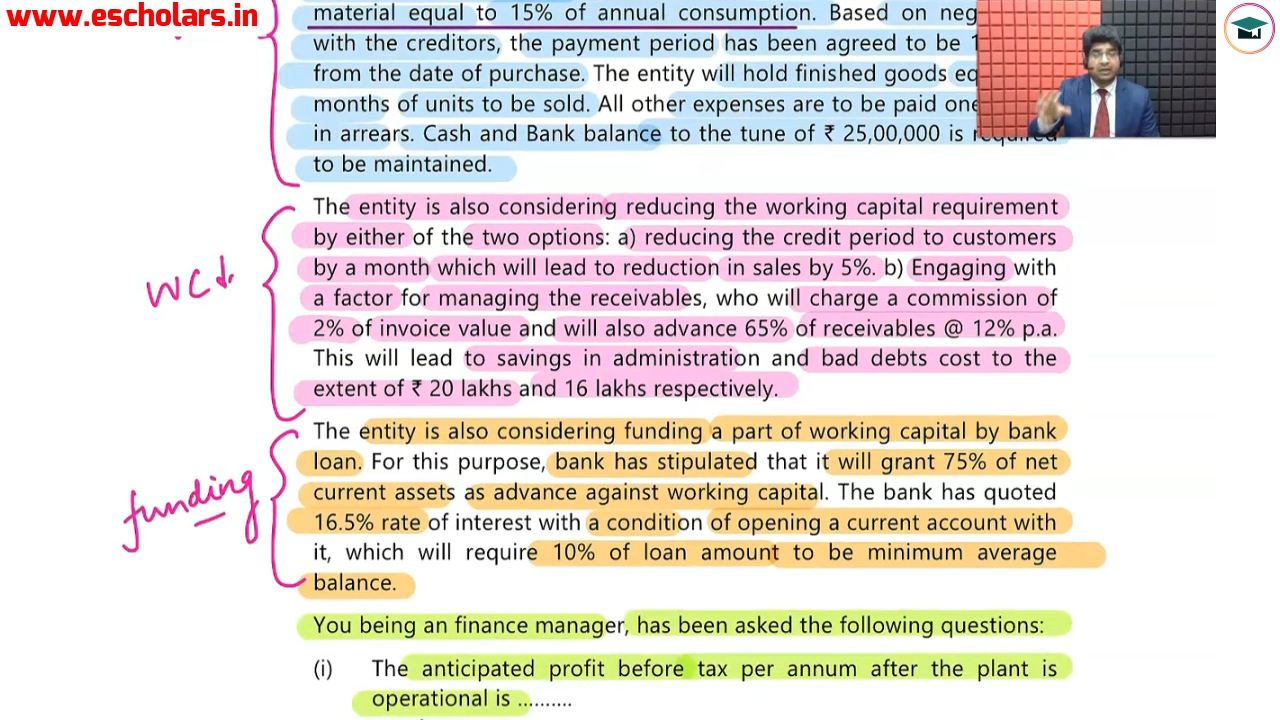 www.escholars.in
material equal to 15% of annual consumption. Based on neg
with the creditors, the payment period has been agreed to be 1
from the date of purchase. The entity will hold finished goods eq
months of units to be sold. All other expenses are to be paid one
in arrears. Cash and Bank balance to the tune of ₹ 25,00,000 is required
to be maintained.
The entity is also considering reducing the working capital requirement
by either of the two options: a) reducing the credit period to customers
by a month which will lead to reduction in sales by 5%. b) Engaging with
WC↓
a factor for managing the receivables, who will charge a commission of
2% of invoice value and will also advance 65% of receivables @ 12% p.a.
This will lead to savings in administration and bad debts cost to the
extent of ₹ 20 lakhs and 16 lakhs respectively.
The entity is also considering funding a part of working capital by bank
loan. For this purpose, bank has stipulated that it will grant 75% of net
current assets as advance against working capital. The bank has quoted
funding
16.5% rate of interest with a condition of opening a current account with
it, which will require 10% of loan amount to be minimum average
balance.
You being an finance manager, has been asked the following questions:
(i) The anticipated profit before tax per annum after the plant is
operational is ..........